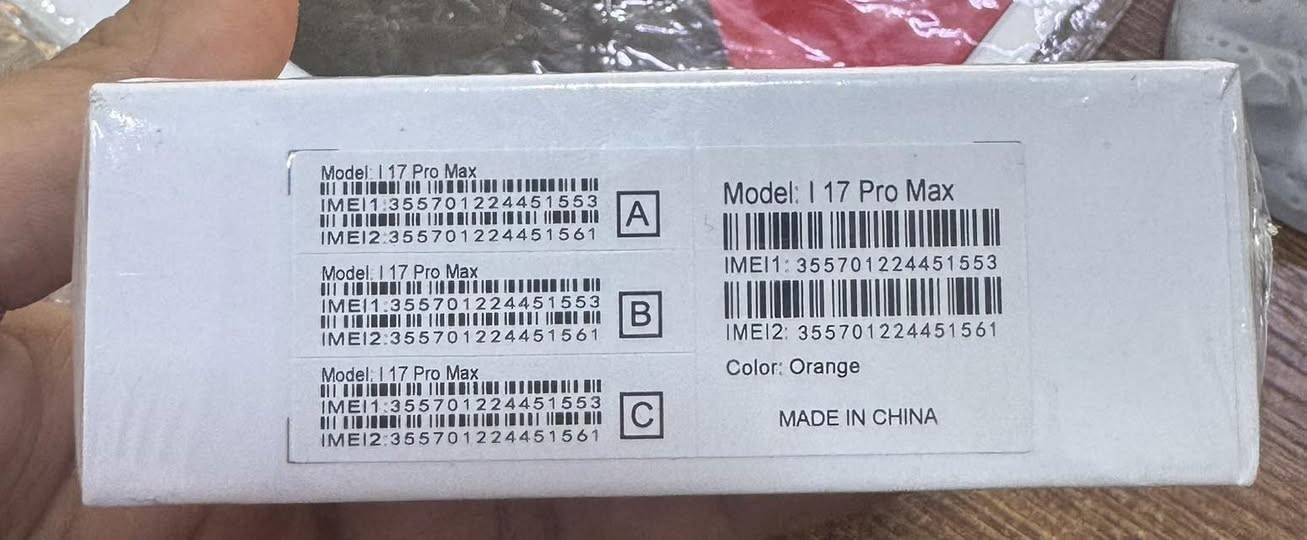 Model: I 17 Pro Max
IMEI1:355701224451553
IMEI2:355701224451561
A
Model: I 17 Pro Max
IMEI1:355701224451553
IMEI2:355701224451561
B
Model: I 17 Pro Max
IMEI1:355701224451553
IMEI2:355701224451561
C
Model: I 17 Pro Max
IMEI1: 355701224451553
IMEI2: 355701224451561
Color: Orange
MADE IN CHINA